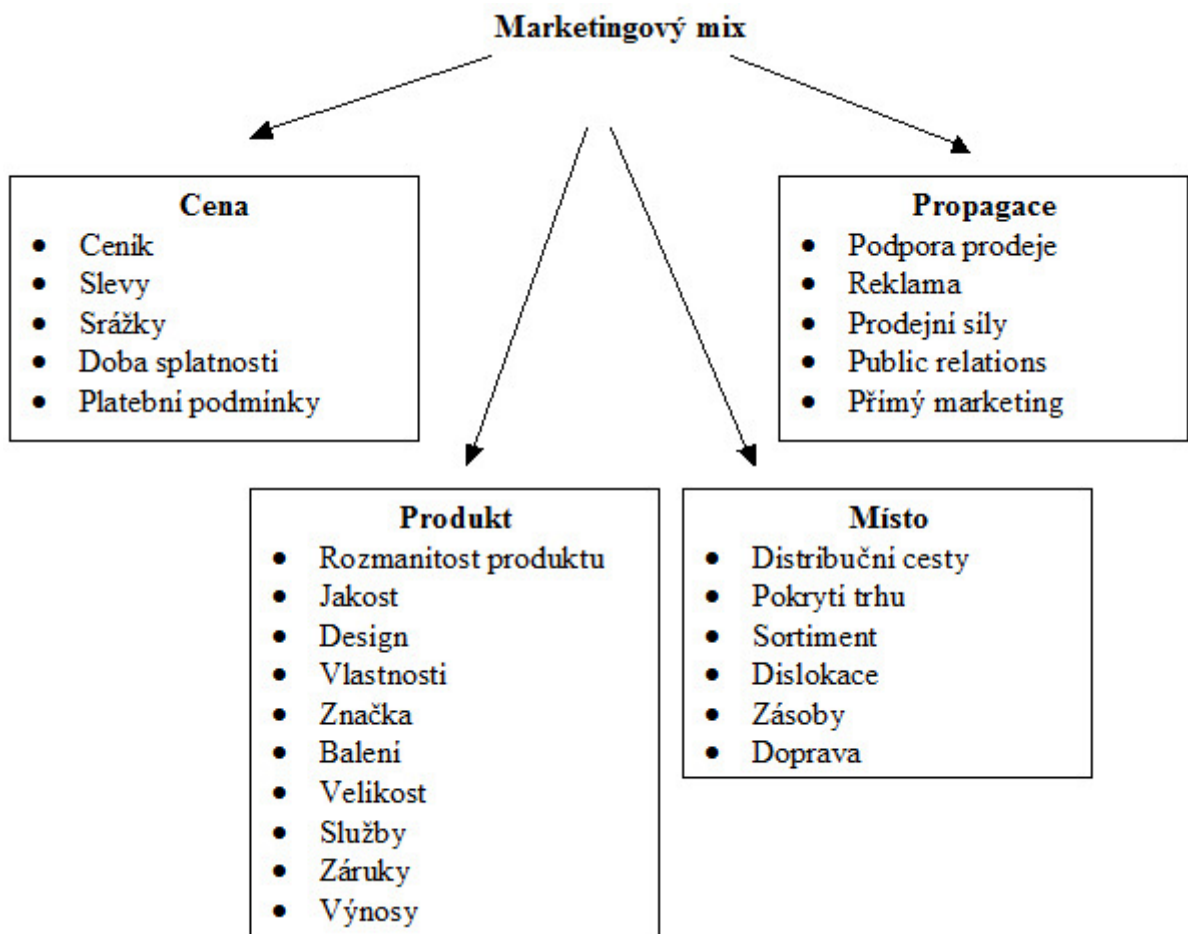 Marketingový mix
Cena
• Ceník
• Slevy
• Srážky
• Doba splatnosti
• Platební podmínky
Propagace
• Podpora prodeje
• Reklama
• Prodejní síly
• Public relations
• Přímý marketing
Produkt
• Rozmanitost produktu
• Jakost
• Design
• Vlastnosti
• Značka
• Balení
• Velikost
• Služby
• Záruky
• Výnosy
Místo
• Distribuční cesty
• Pokrytí trhu
• Sortiment
• Dislokace
• Zásoby
• Doprava